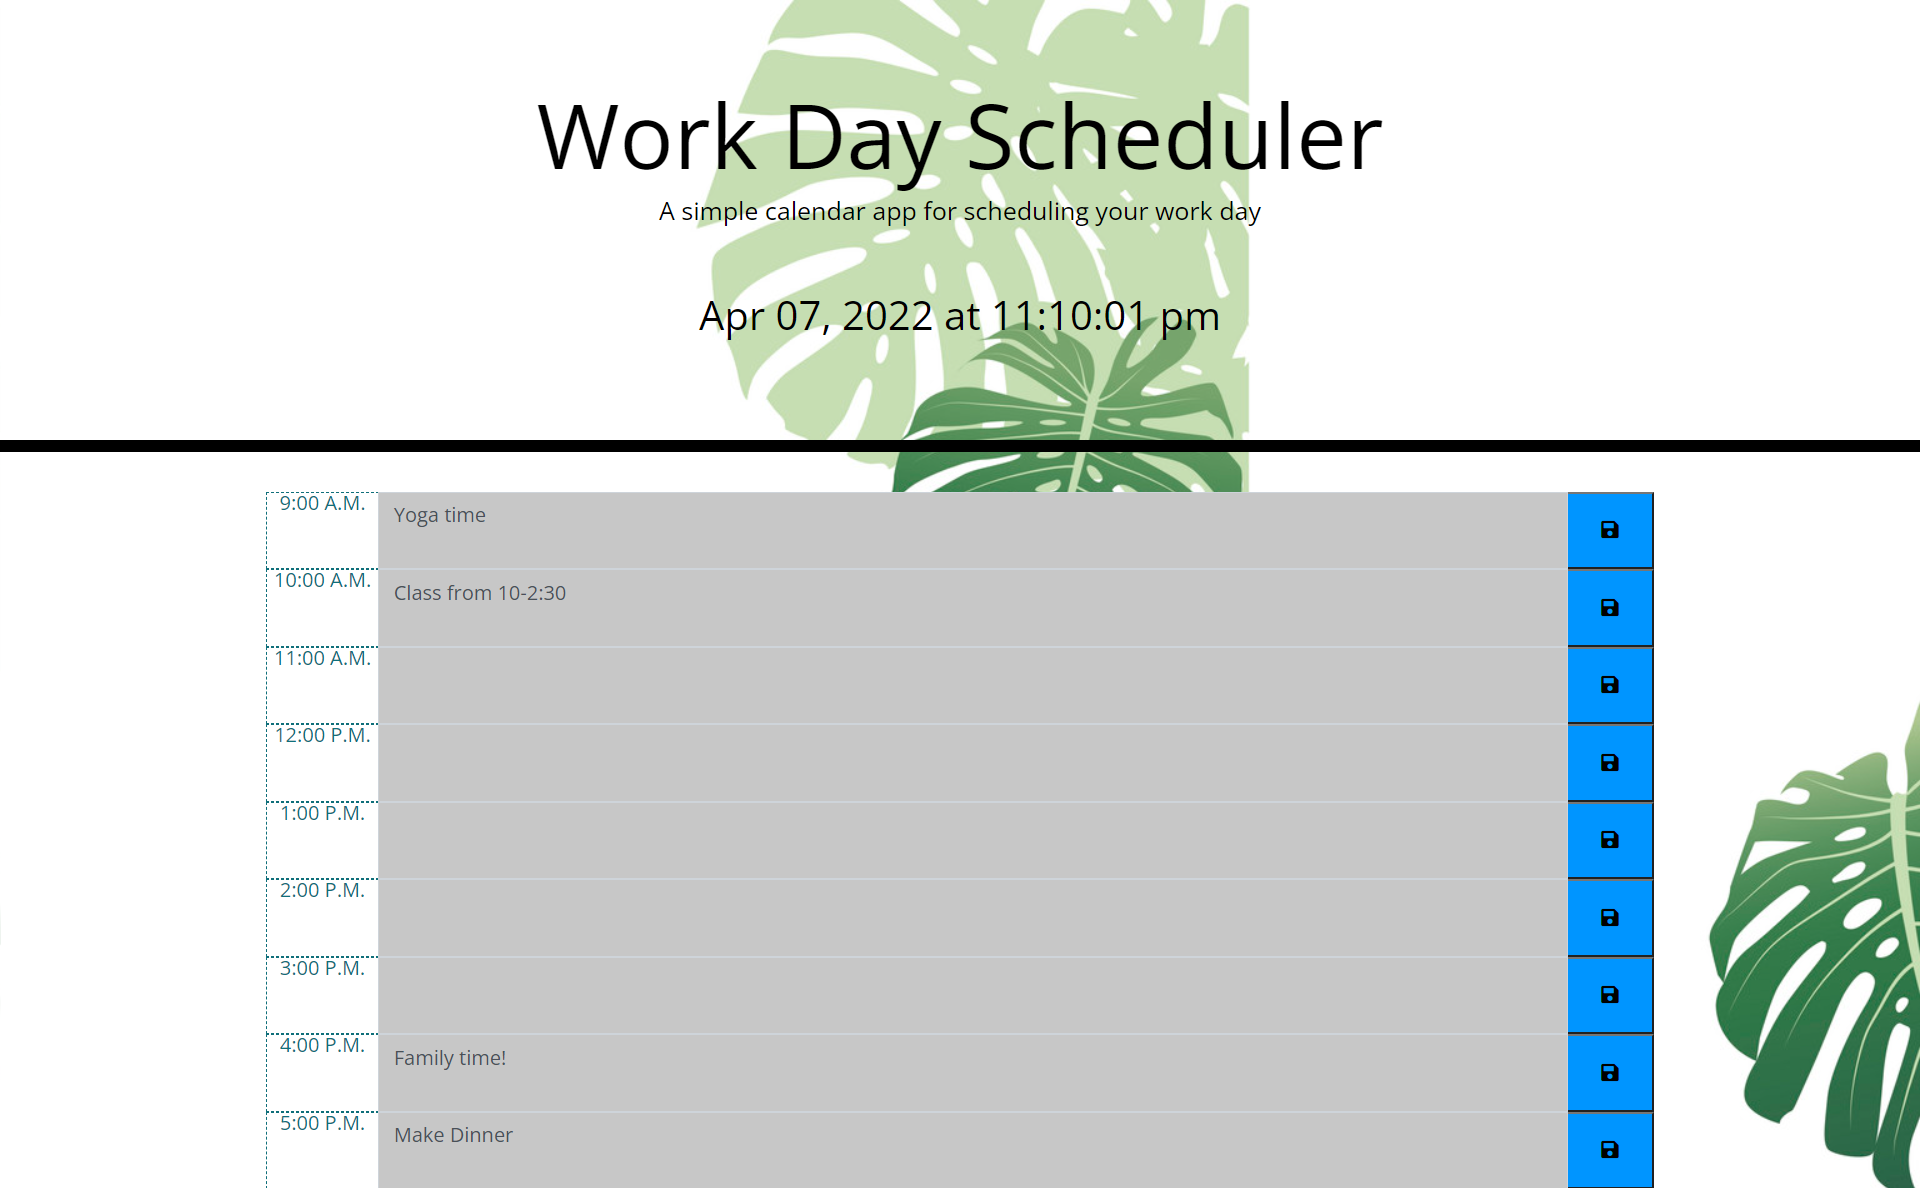 Work Day Scheduler
A simple calendar app for scheduling your work day
Apr 07, 2022 at 11:10:01 pm
9:00 A.M. Yoga time
10:00 A.M. Class from 10-2:30
11:00 A.M.
12:00 P.M.
1:00 P.M.
2:00 P.M.
3:00 P.M.
4:00 P.M. Family time!
5:00 P.M. Make Dinner